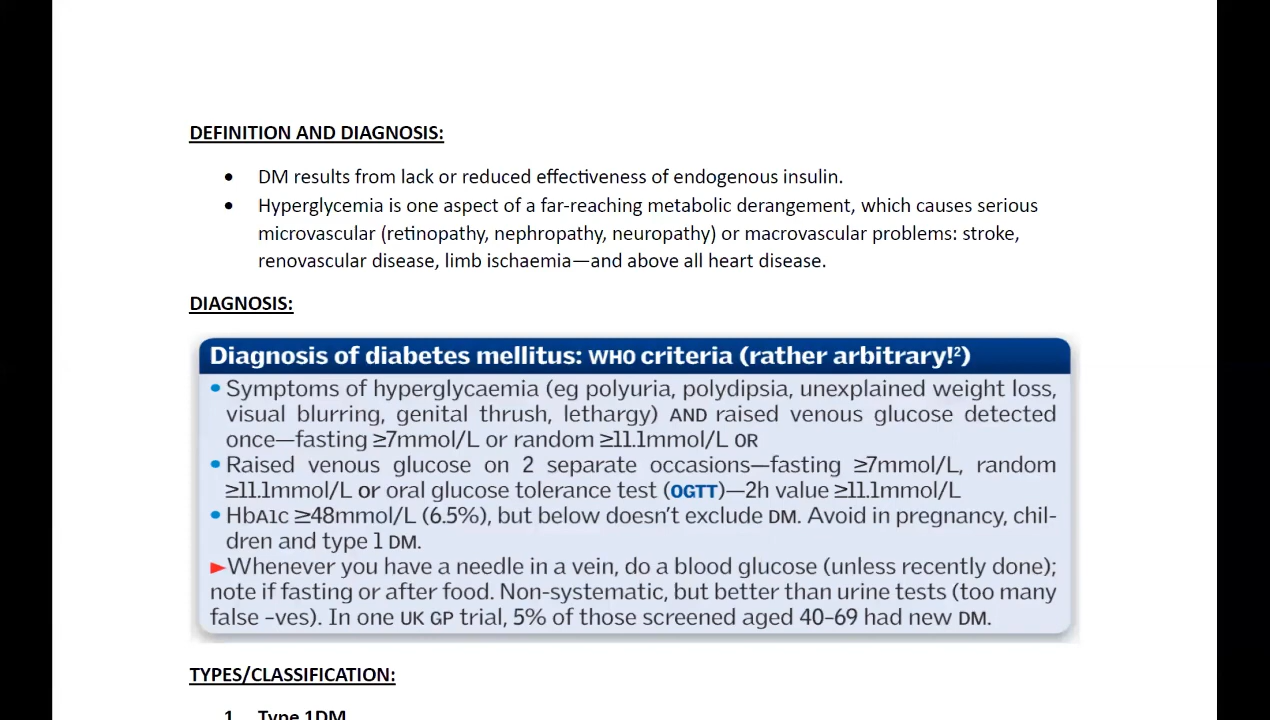 DEFINITION AND DIAGNOSIS:
• DM results from lack or reduced effectiveness of endogenous insulin.
• Hyperglycemia is one aspect of a far-reaching metabolic derangement, which causes serious
microvascular (retinopathy, nephropathy, neuropathy) or macrovascular problems: stroke,
renovascular disease, limb ischaemia—and above all heart disease.
DIAGNOSIS:
Diagnosis of diabetes mellitus: WHO criteria (rather arbitrary!²)
• Symptoms of hyperglycaemia (eg polyuria, polydipsia, unexplained weight loss,
visual blurring, genital thrush, lethargy) AND raised venous glucose detected
once—fasting ≥7mmol/L or random ≥11.1mmol/L OR
• Raised venous glucose on 2 separate occasions—fasting ≥7mmol/L, random
≥11.1mmol/L or oral glucose tolerance test (OGTT)—2h value ≥11.1mmol/L
• HbA1c ≥48mmol/L (6.5%), but below doesn't exclude DM. Avoid in pregnancy, chil-
dren and type 1 DM.
►Whenever you have a needle in a vein, do a blood glucose (unless recently done);
note if fasting or after food. Non-systematic, but better than urine tests (too many
false -ves). In one UK GP trial, 5% of those screened aged 40–69 had new DM.
TYPES/CLASSIFICATION:
1. Type 1DM